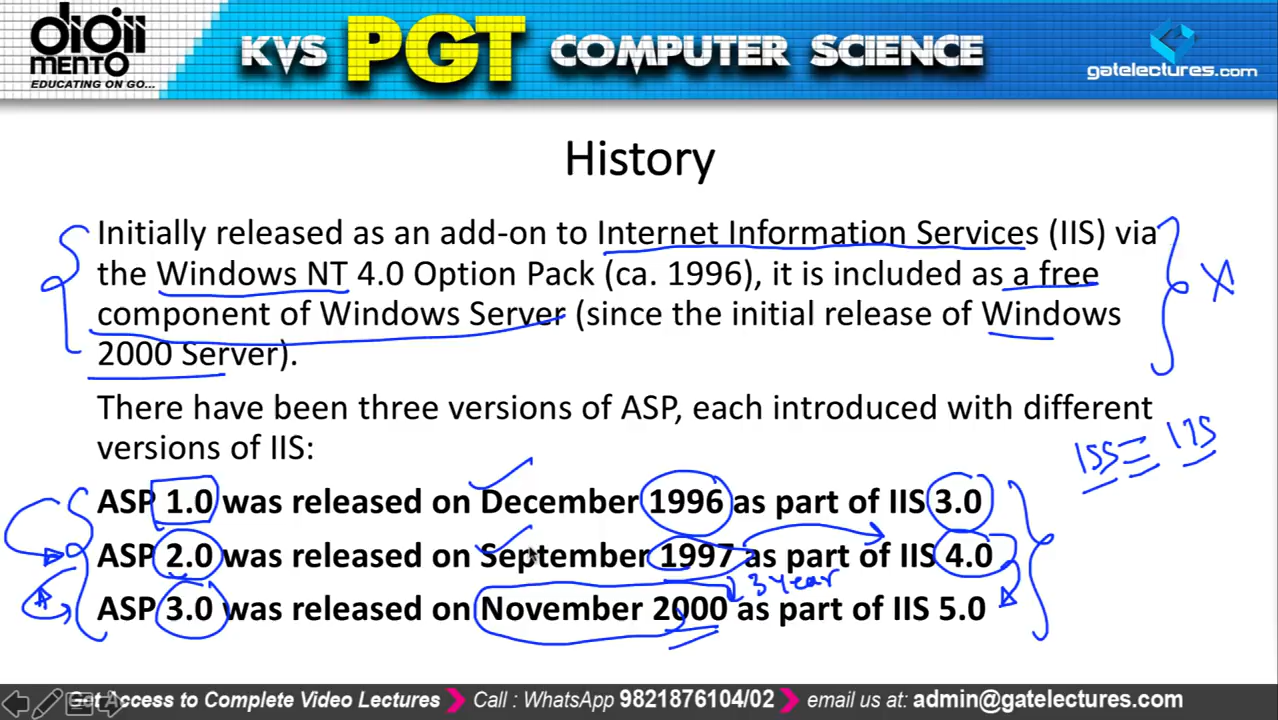 DIGII
MENTO
EDUCATING ON GO...
KVS PGT COMPUTER SCIENCE
gatelectures.com
History
Initially released as an add-on to Internet Information Services (IIS) via
the Windows NT 4.0 Option Pack (ca. 1996), it is included as a free
component of Windows Server (since the initial release of Windows
2000 Server).
There have been three versions of ASP, each introduced with different
versions of IIS:
ASP 1.0 was released on December 1996 as part of IIS 3.0
ASP 2.0 was released on September 1997 as part of IIS 4.0
3 year
ASP 3.0 was released on November 2000 as part of IIS 5.0
Get Access to Complete Video Lectures Call : WhatsApp 9821876104/02 email us at: admin@gatelectures.com